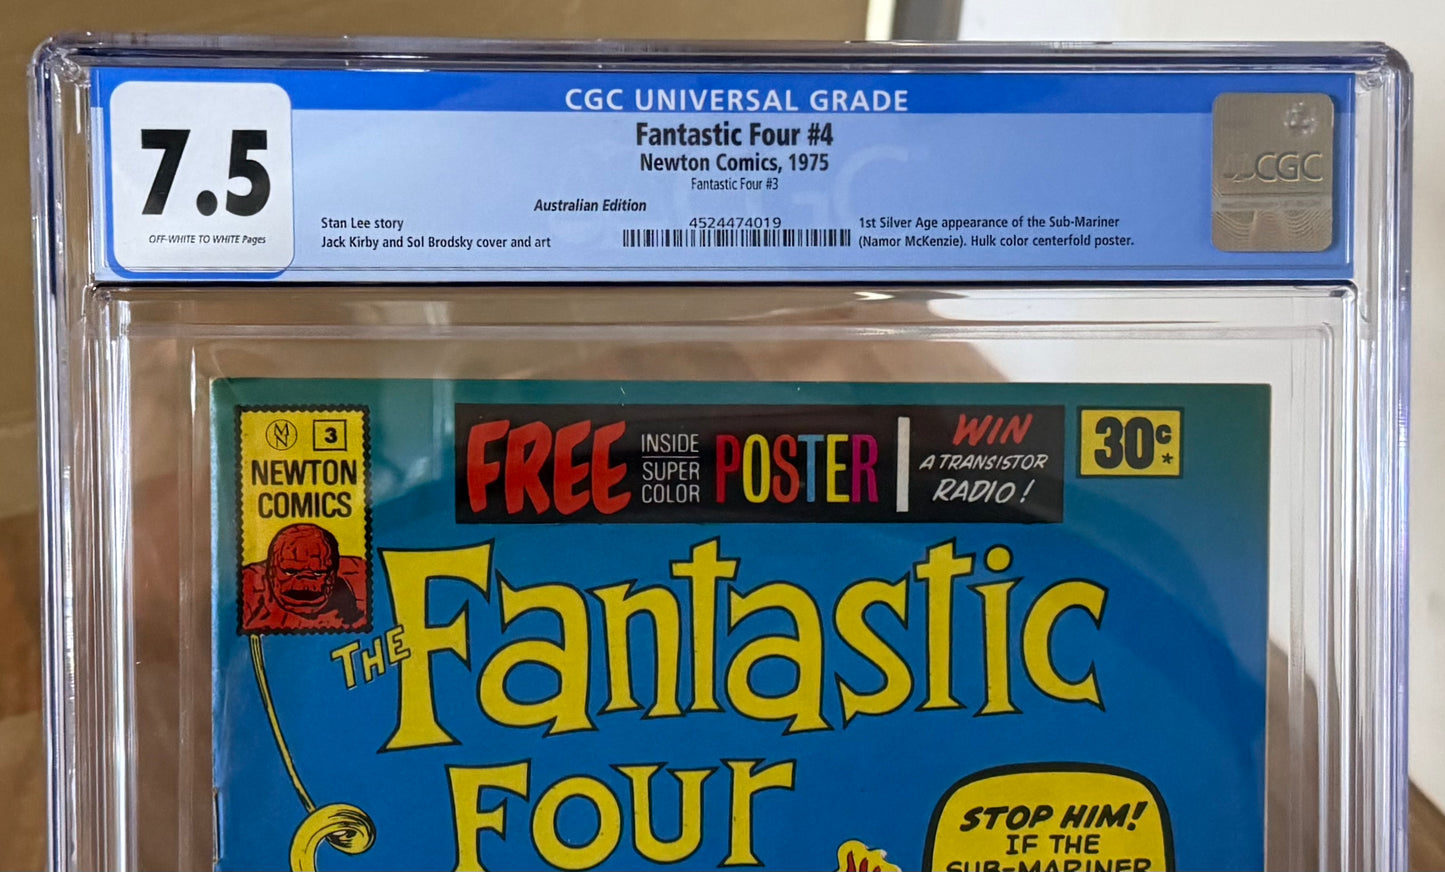 CGC UNIVERSAL GRADE
7.5
OFF-WHITE TO WHITE Pages
Fantastic Four #4
Newton Comics, 1975
Fantastic Four #3
Australian Edition
Stan Lee story
Jack Kirby and Sol Brodsky cover and art
4524474019
1st Silver Age appearance of the Sub-Mariner
(Namor McKenzie). Hulk color centerfold poster.
CGC
MN
3
NEWTON
COMICS
FREE
INSIDE
SUPER
COLOR
POSTER
WIN
A TRANSISTOR
RADIO!
30c*
THE Fantastic
FOUR
STOP HIM!
IF THE
SUB-MARINER